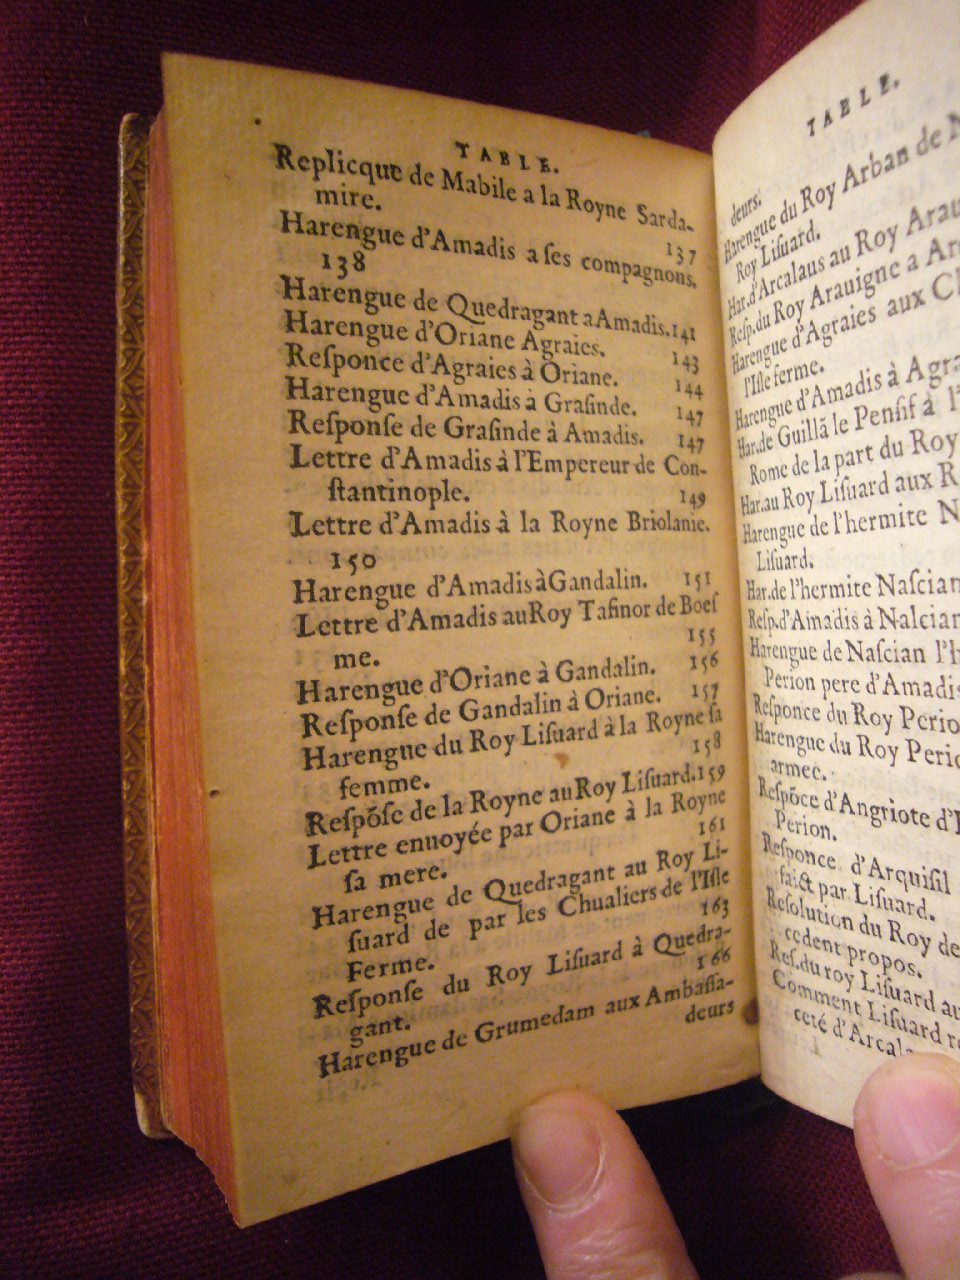 TABLE.
Replicque de Mabile a la Royne Sarda-
mire. 137
Harengue d'Amadis a ſes compagnons.
138
Harengue de Quedragant a Amadis. 141
Harengue d'Oriane Agraies. 143
Reſponce d'Agraies à Oriane. 144
Harengue d'Amadis a Graſinde. 147
Reſponſe de Graſinde à Amadis. 147
Lettre d'Amadis à l'Empereur de Con-
ſtantinople. 149
Lettre d'Amadis à la Royne Briolanie.
150
Harengue d'Amadis à Gandalin. 151
Lettre d'Amadis au Roy Tafinor de Boeſ
me. 155
Harengue d'Oriane à Gandalin. 156
Reſponſe de Gandalin à Oriane. 157
Harengue du Roy Liſuard à la Royne ſa
femme. 158
Reſpõſe de la Royne au Roy Liſuard. 159
Lettre enuoyée par Oriane à la Royne
ſa mere. 161
Harengue de Quedragant au Roy Li-
ſuard de par les Chualiers de l'Iſle
Ferme. 163
Reſponſe du Roy Liſuard à Quedra-
gant. 166
Harengue de Grumedam aux Ambaſſa-
deurs
TABLE.
deurs.
Harengue du Roy Arban de
Roy Liſuard.
Har. d'Arcalaus au Roy
Reſp. du Roy Arauigne a
Harengue d'Agraies aux
l'Iſle ferme.
Harengue d'Amadis à
Har. de Guillã le Penſif à
Rome de la part du Roy
Har. au Roy Liſuard aux
Harengue de l'hermite
Liſuard.
Har. de l'hermite Naſcian
Reſp. d'Amadis à Naſcian
Harengue de Naſcian
Perion pere d'Amadis
Reſponce du Roy
Harengue du Roy
armee.
Reſpõce d'Angriote
Perion.
Reſponce d'Arquiſil
faict par Liſuard.
Reſolution du Roy
cedent propos.
Reſ. du roy Liſuard
Comment Liſuard
ceté